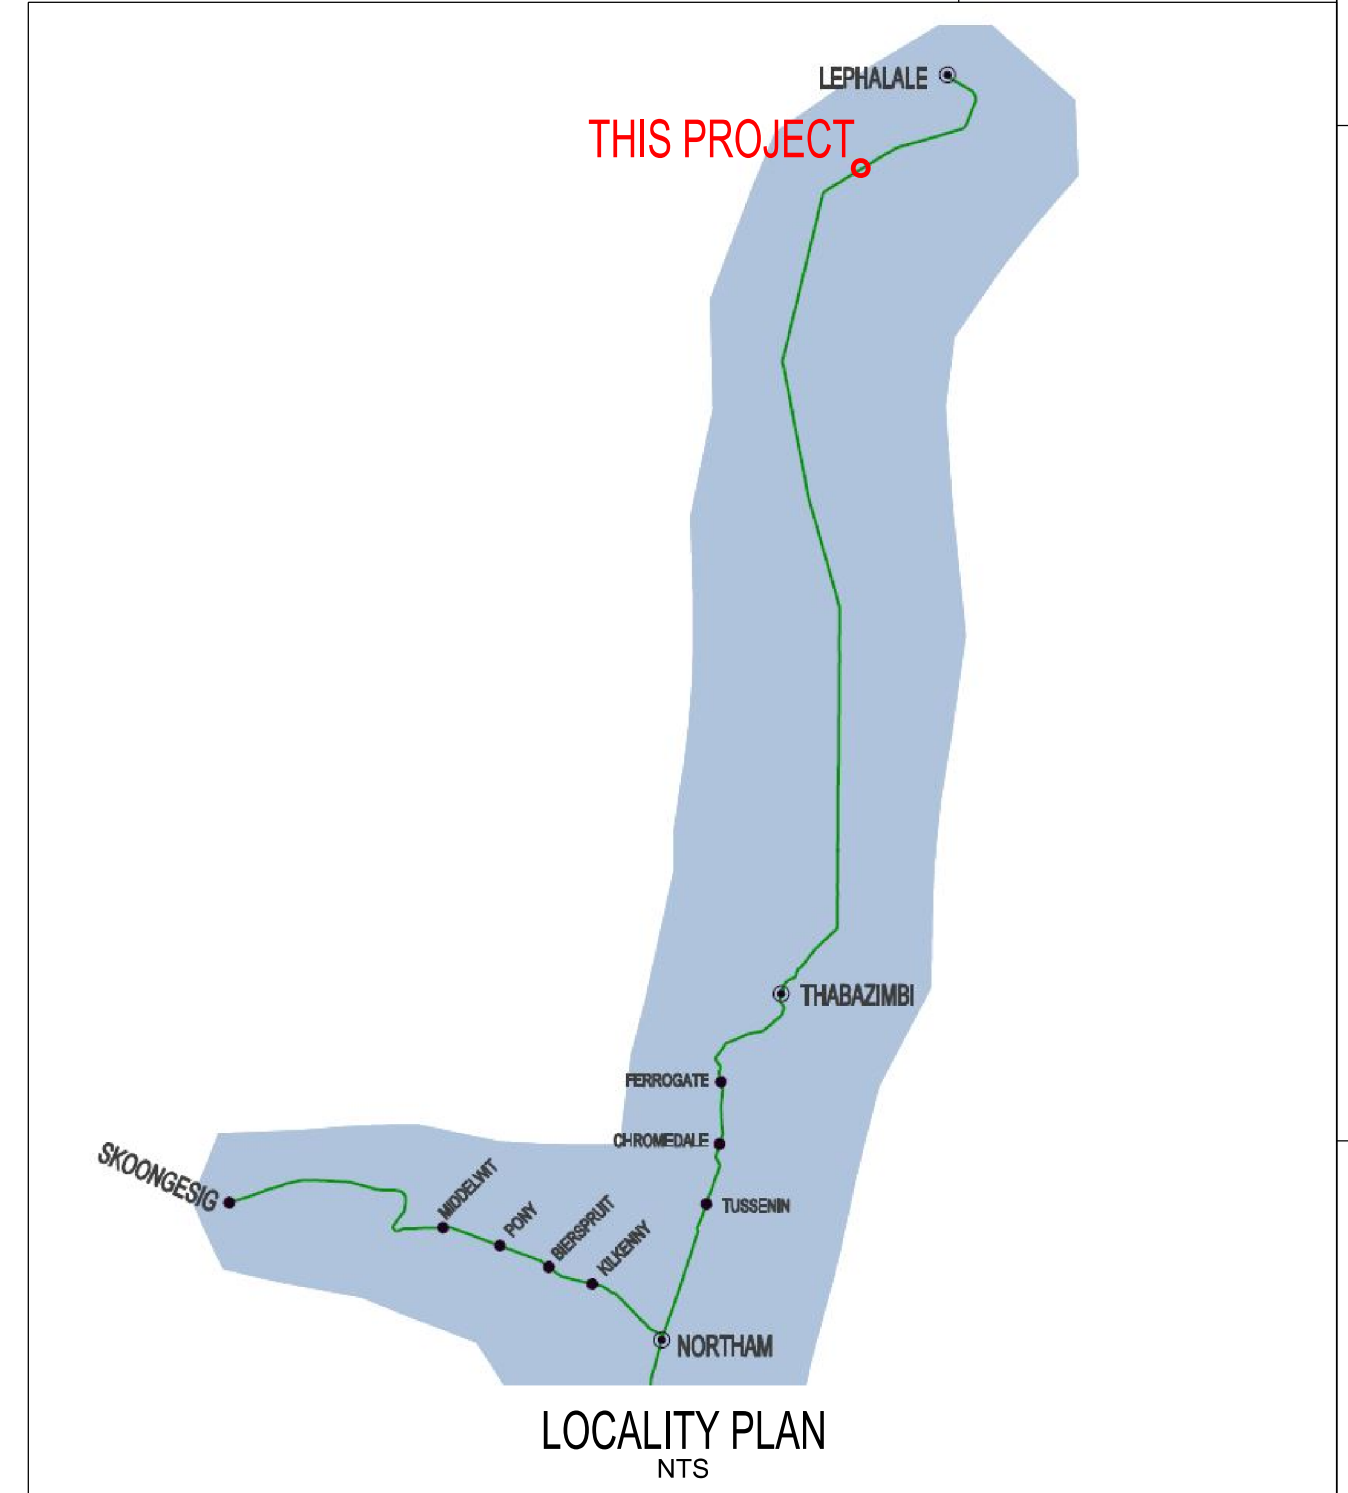 LEPHALALE
THIS PROJECT
THABAZIMBI
FERROGATE
CHROMEDALE
SKOONGESIG
MIDDELWIT
PONY
BIERSPRUIT
KILKENNY
TUSSENIN
NORTHAM
LOCALITY PLAN
NTS